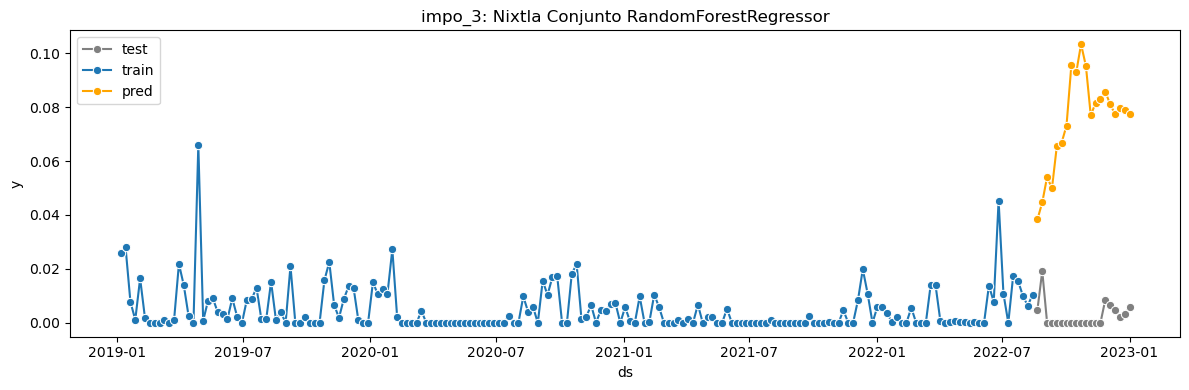 impo_3: Nixtla Conjunto RandomForestRegressor
test
train
pred
0.10
0.08
0.06
0.04
0.02
0.00
y
2019-01 2019-07 2020-01 2020-07 2021-01 2021-07 2022-01 2022-07 2023-01
ds